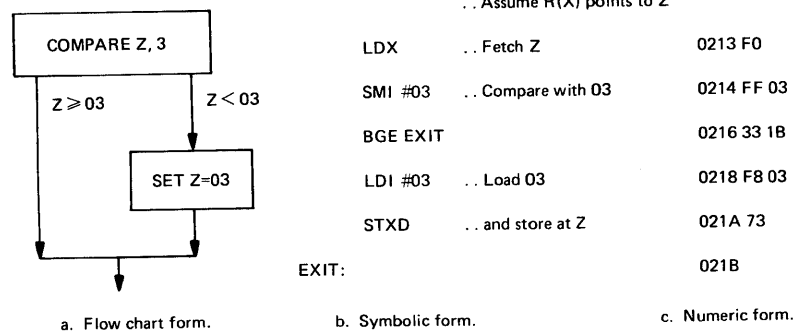 . . Assume R(X) points to Z
COMPARE Z, 3
LDX . . Fetch Z 0213 F0
Z ⩾ 03 Z < 03
SMI #03 . . Compare with 03 0214 FF 03
BGE EXIT 0216 33 1B
SET Z=03
LDI #03 . . Load 03 0218 F8 03
STXD . . and store at Z 021A 73
EXIT: 021B
a. Flow chart form. b. Symbolic form. c. Numeric form.